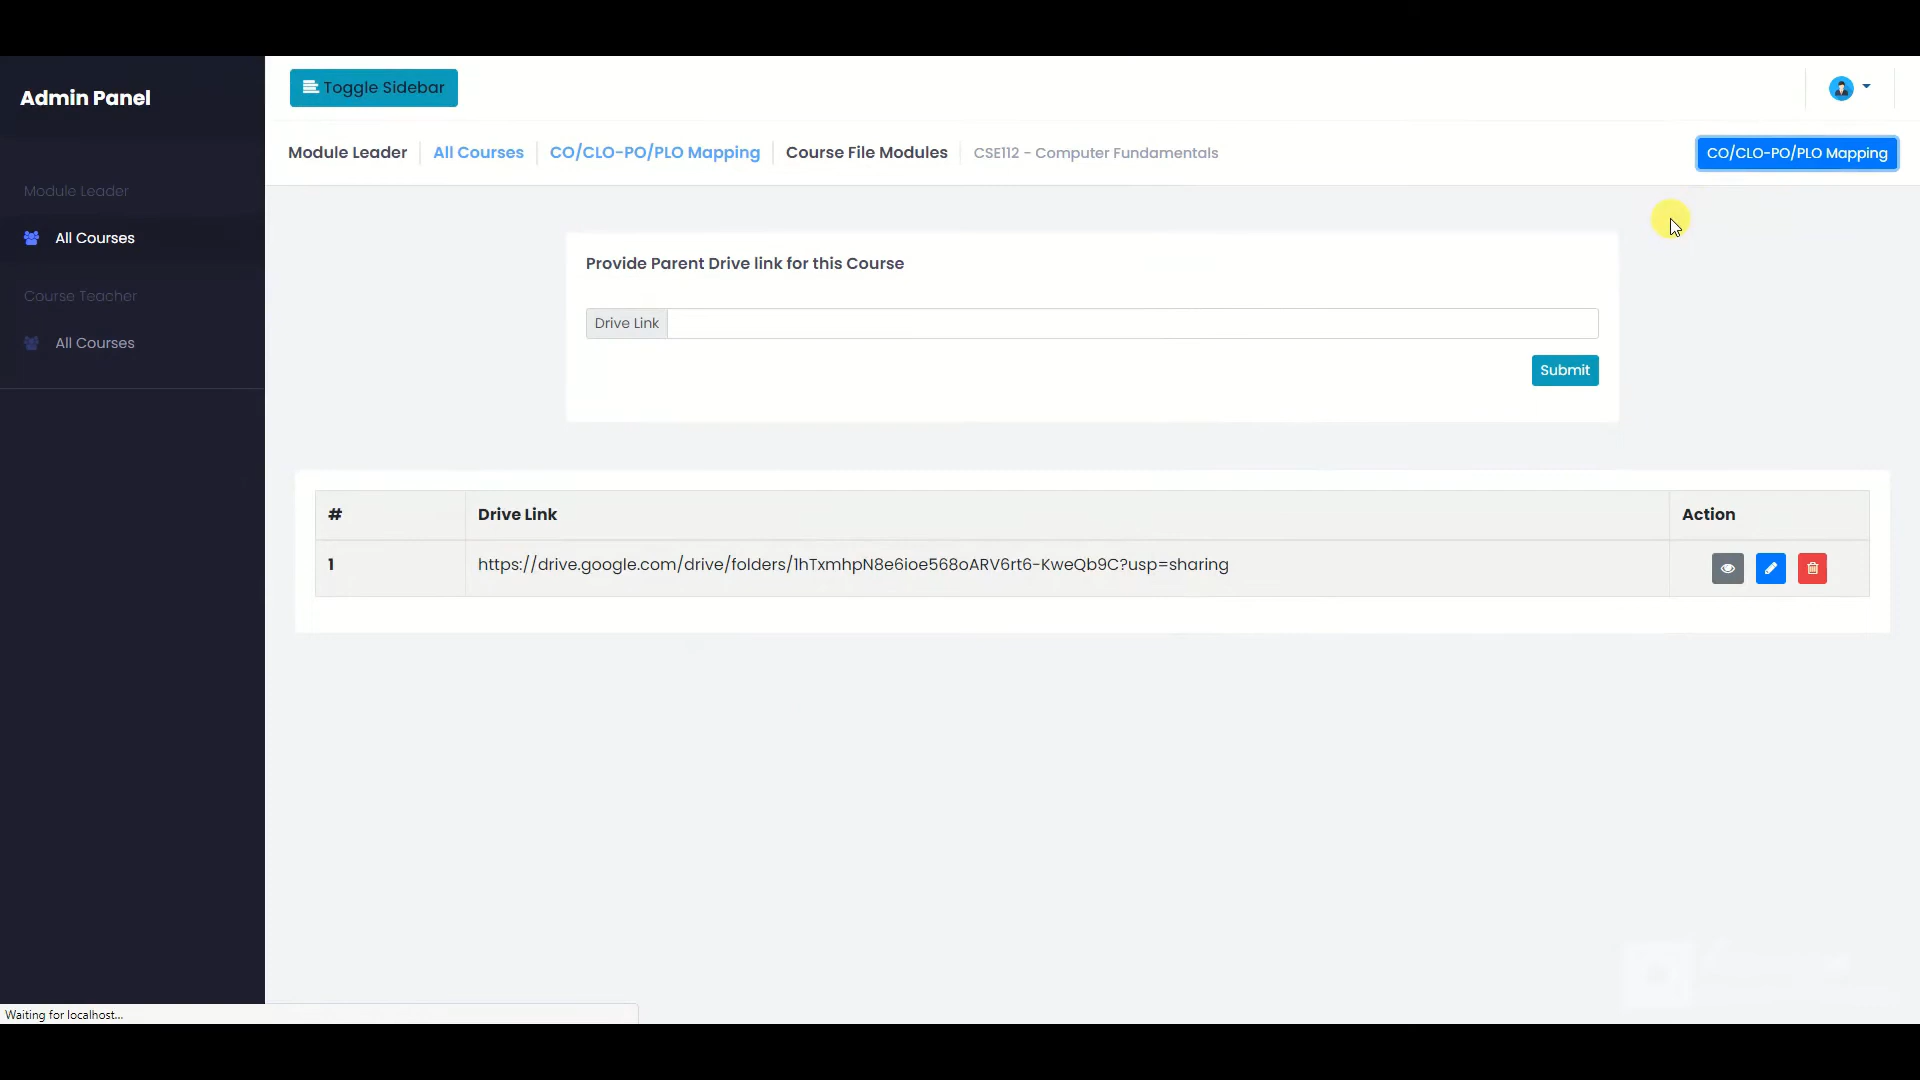 Admin Panel
Toggle Sidebar
Module Leader
All Courses
CO/CLO-PO/PLO Mapping
Course File Modules
CSE112 - Computer Fundamentals
CO/CLO-PO/PLO Mapping
Module Leader
All Courses
Course Teacher
All Courses
Provide Parent Drive link for this Course
Drive Link
Submit
# Drive Link Action
1 https://drive.google.com/drive/folders/1hTxmhpN8e6ioe568oARV6rt6-KweQb9C?usp=sharing
Waiting for localhost...